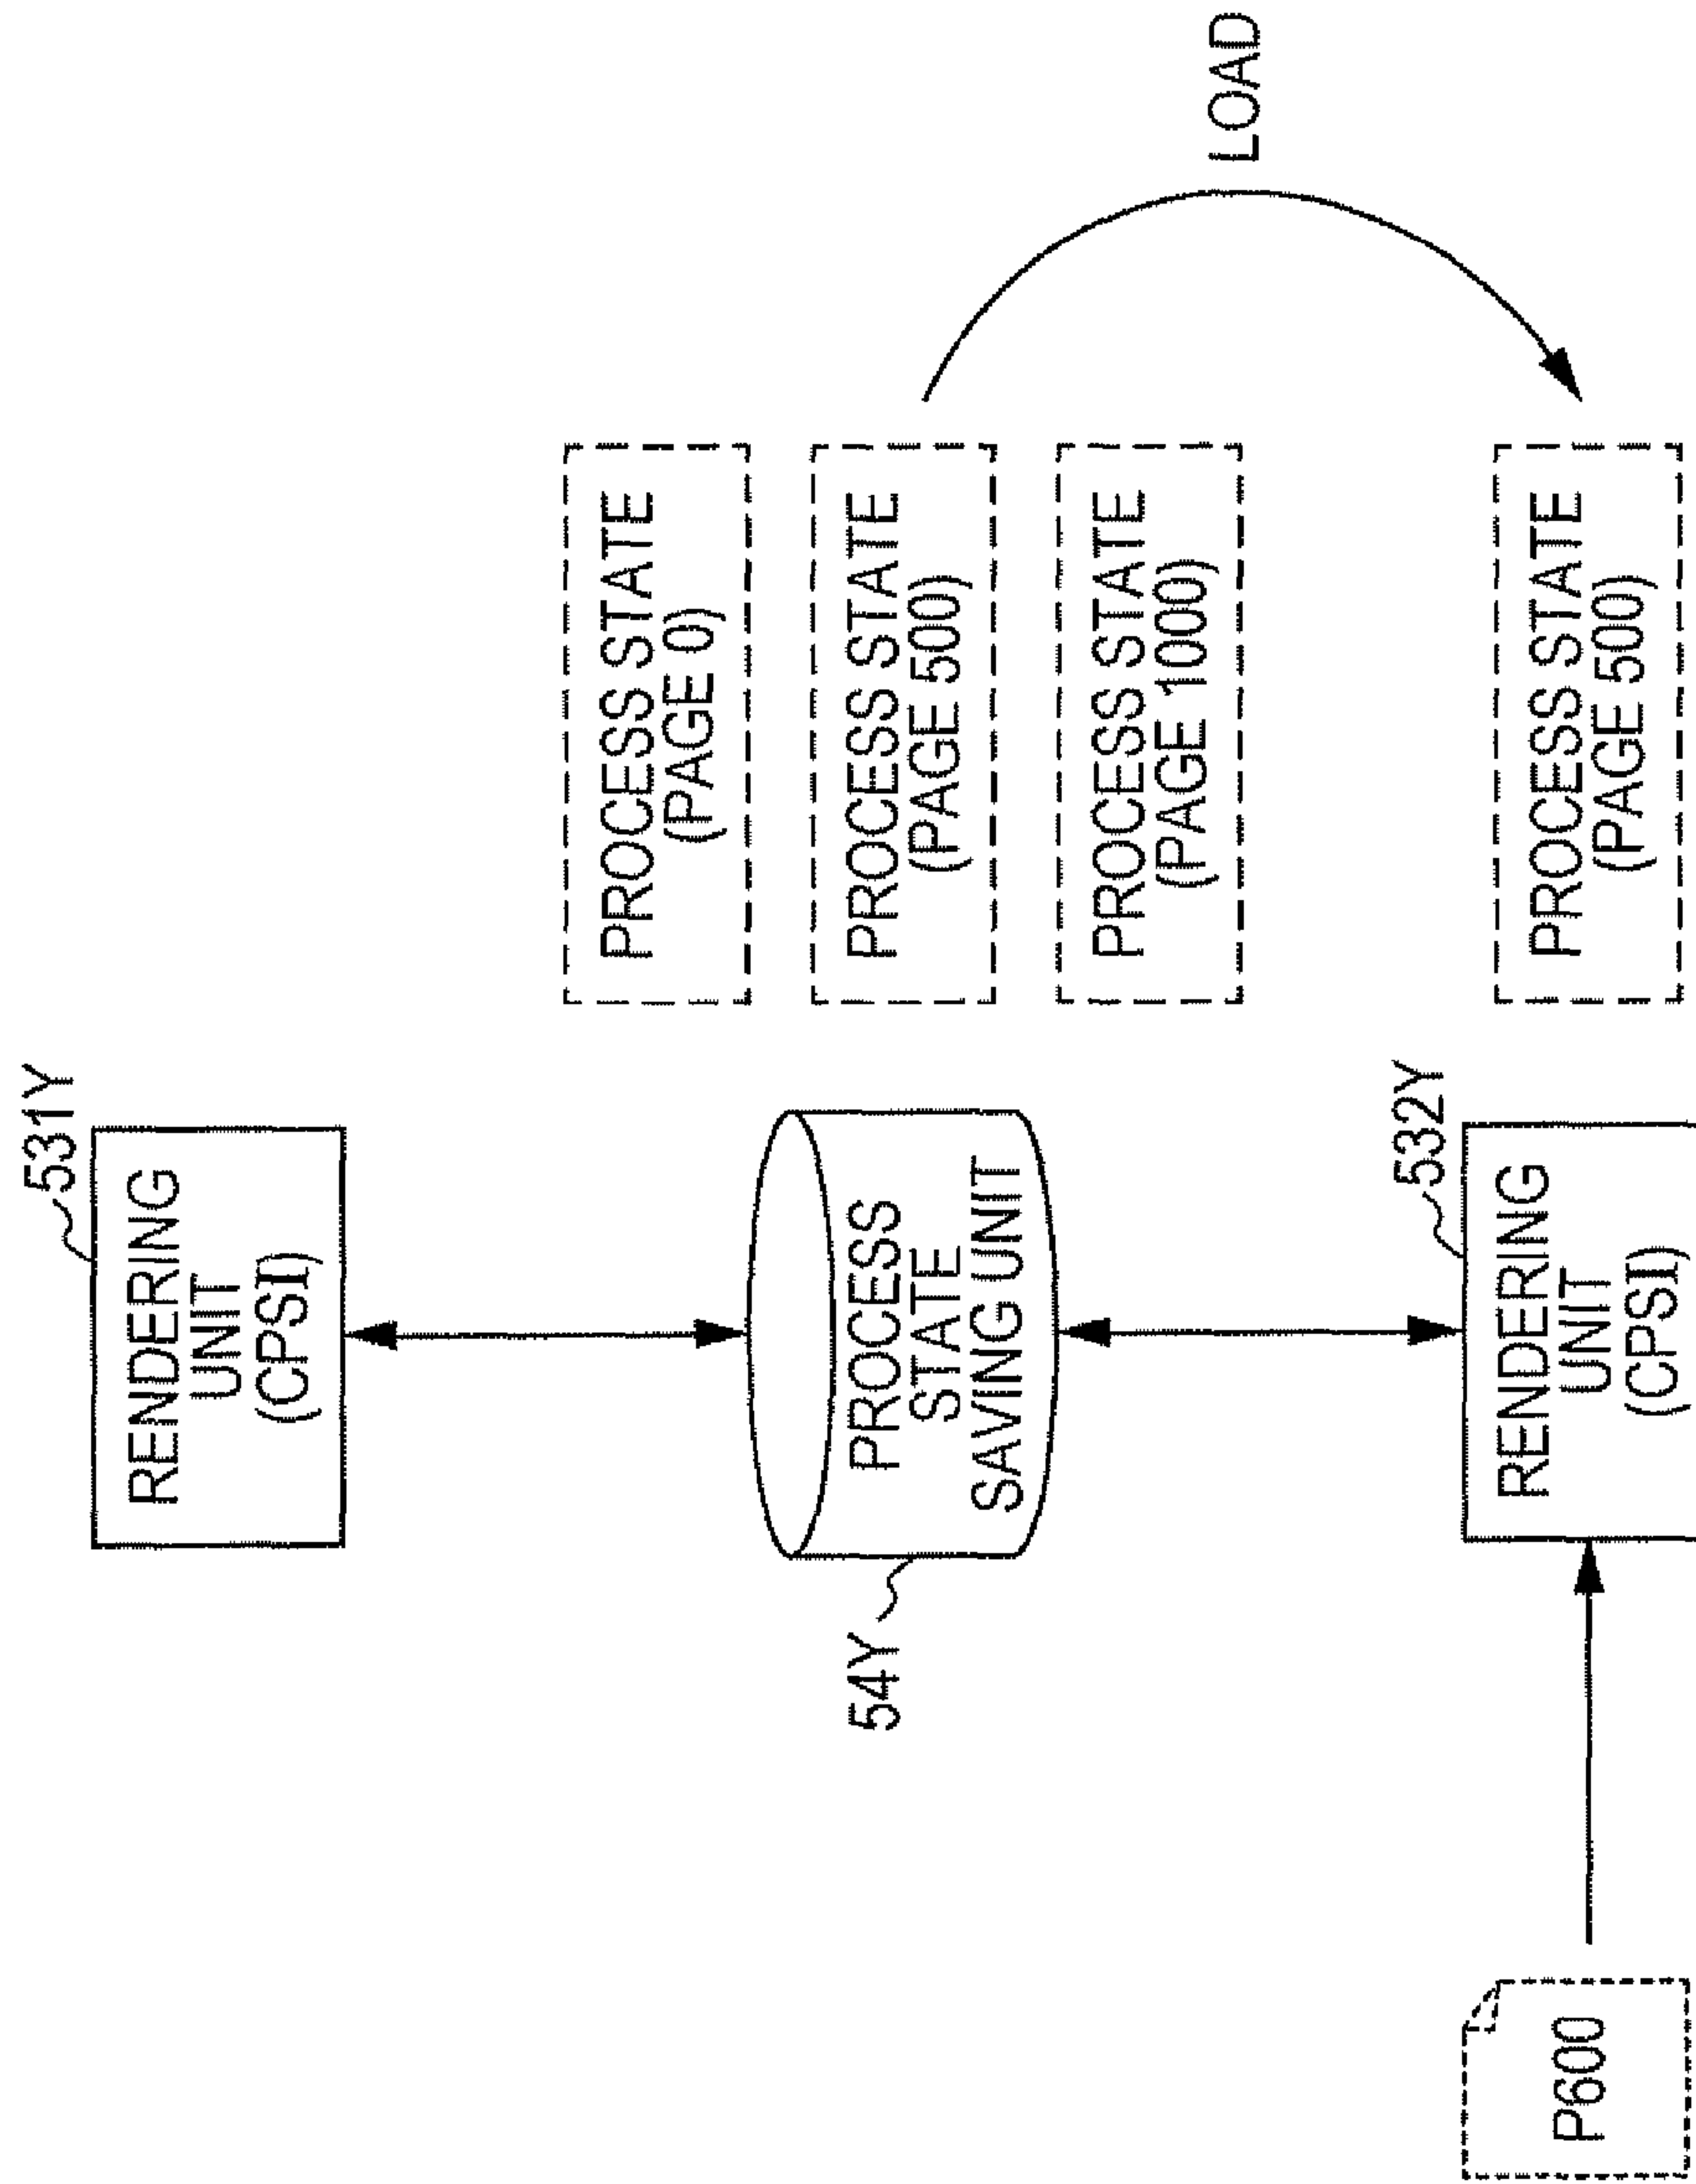 531Y
RENDERING
UNIT
(CPSI)
PROCESS
STATE
SAVING UNIT
54Y
PROCESS STATE
(PAGE 0)
PROCESS STATE
(PAGE 500)
PROCESS STATE
(PAGE 1000)
LOAD
P600
532Y
RENDERING
UNIT
(CPSI)
PROCESS STATE
(PAGE 500)